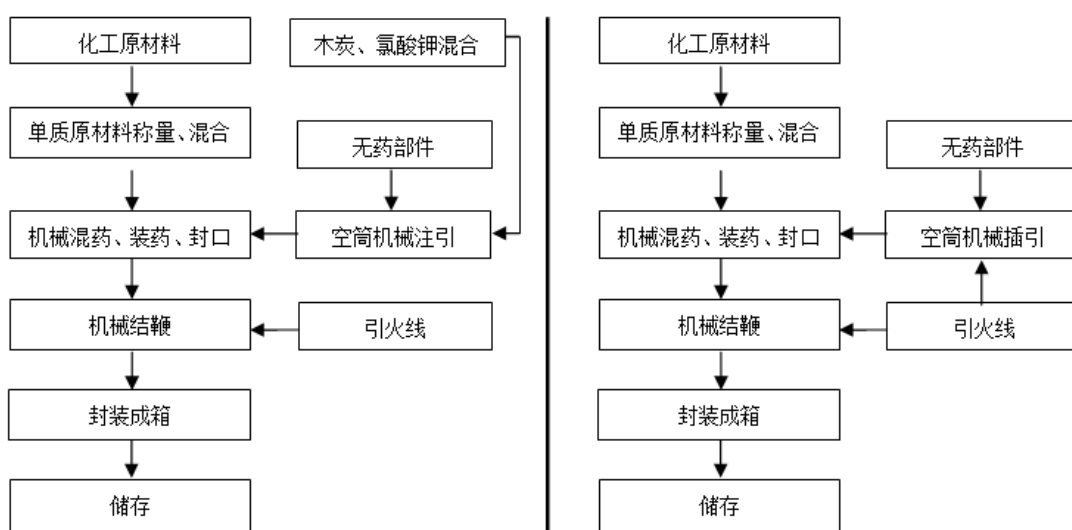 化工原材料
木炭、氯酸钾混合
单质原材料称量、混合
无药部件
机械混药、装药、封口
空筒机械注引
机械结鞭
引火线
封装成箱
储存
化工原材料
单质原材料称量、混合
无药部件
机械混药、装药、封口
空筒机械插引
机械结鞭
引火线
封装成箱
储存